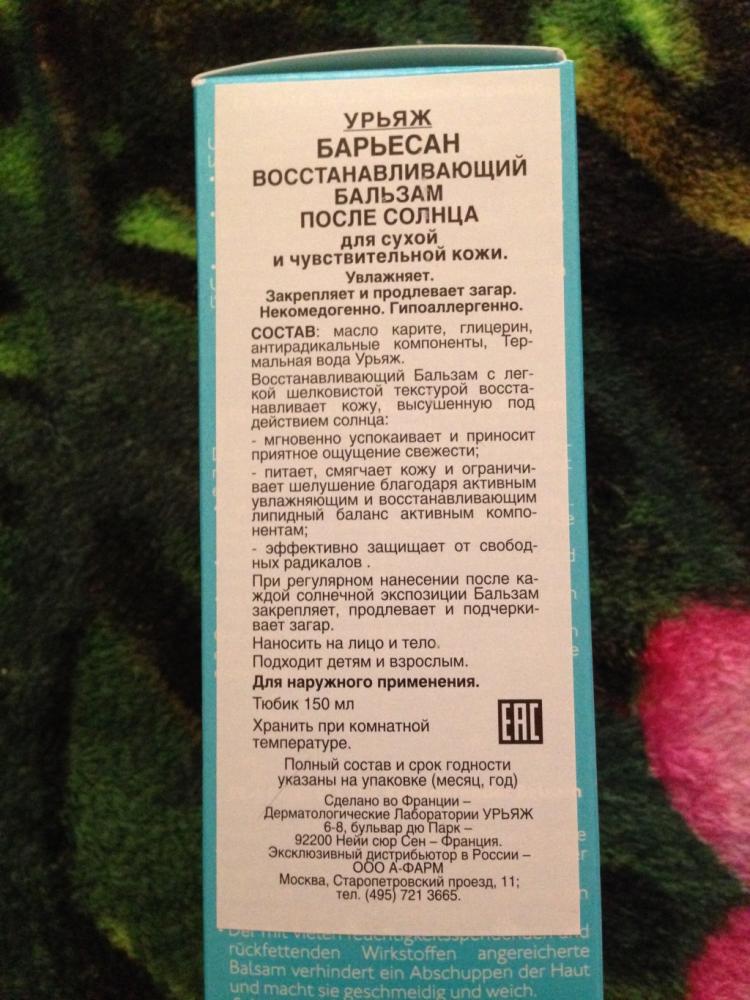 УРЬЯЖ
БАРЬЕСАН
ВОССТАНАВЛИВАЮЩИЙ
БАЛЬЗАМ
ПОСЛЕ СОЛНЦА
для сухой
и чувствительной кожи.
Увлажняет.
Закрепляет и продлевает загар.
Некомедогенно. Гипоаллергенно.
СОСТАВ: масло карите, глицерин,
антирадикальные компоненты, Тер-
мальная вода Урьяж.
Восстанавливающий Бальзам с лег-
кой шелковистой текстурой восста-
навливает кожу, высушенную под
действием солнца:
- мгновенно успокаивает и приносит
приятное ощущение свежести;
- питает, смягчает кожу и ограничи-
вает шелушение благодаря активным
увлажняющим и восстанавливающим
липидный баланс активным компо-
нентам;
- эффективно защищает от свобод-
ных радикалов .
При регулярном нанесении после ка-
ждой солнечной экспозиции Бальзам
закрепляет, продлевает и подчерки-
вает загар.
Наносить на лицо и тело.
Подходит детям и взрослым.
Для наружного применения.
Тюбик 150 мл
Хранить при комнатной
температуре.
EAC
Полный состав и срок годности
указаны на упаковке (месяц, год)
Сделано во Франции –
Дерматологические Лаборатории УРЬЯЖ
6-8, бульвар дю Парк –
92200 Нейи сюр Сен – Франция.
Эксклюзивный дистрибьютор в России –
ООО А-ФАРМ
Москва, Старопетровский проезд, 11;
тел. (495) 721 3665.
Der mit vielen feuchtigkeitsspendenden und
rückfettenden Wirkstoffen angereicherte
Balsam verhindert ein Abschuppen der Haut
und macht sie geschmeidig und weich.